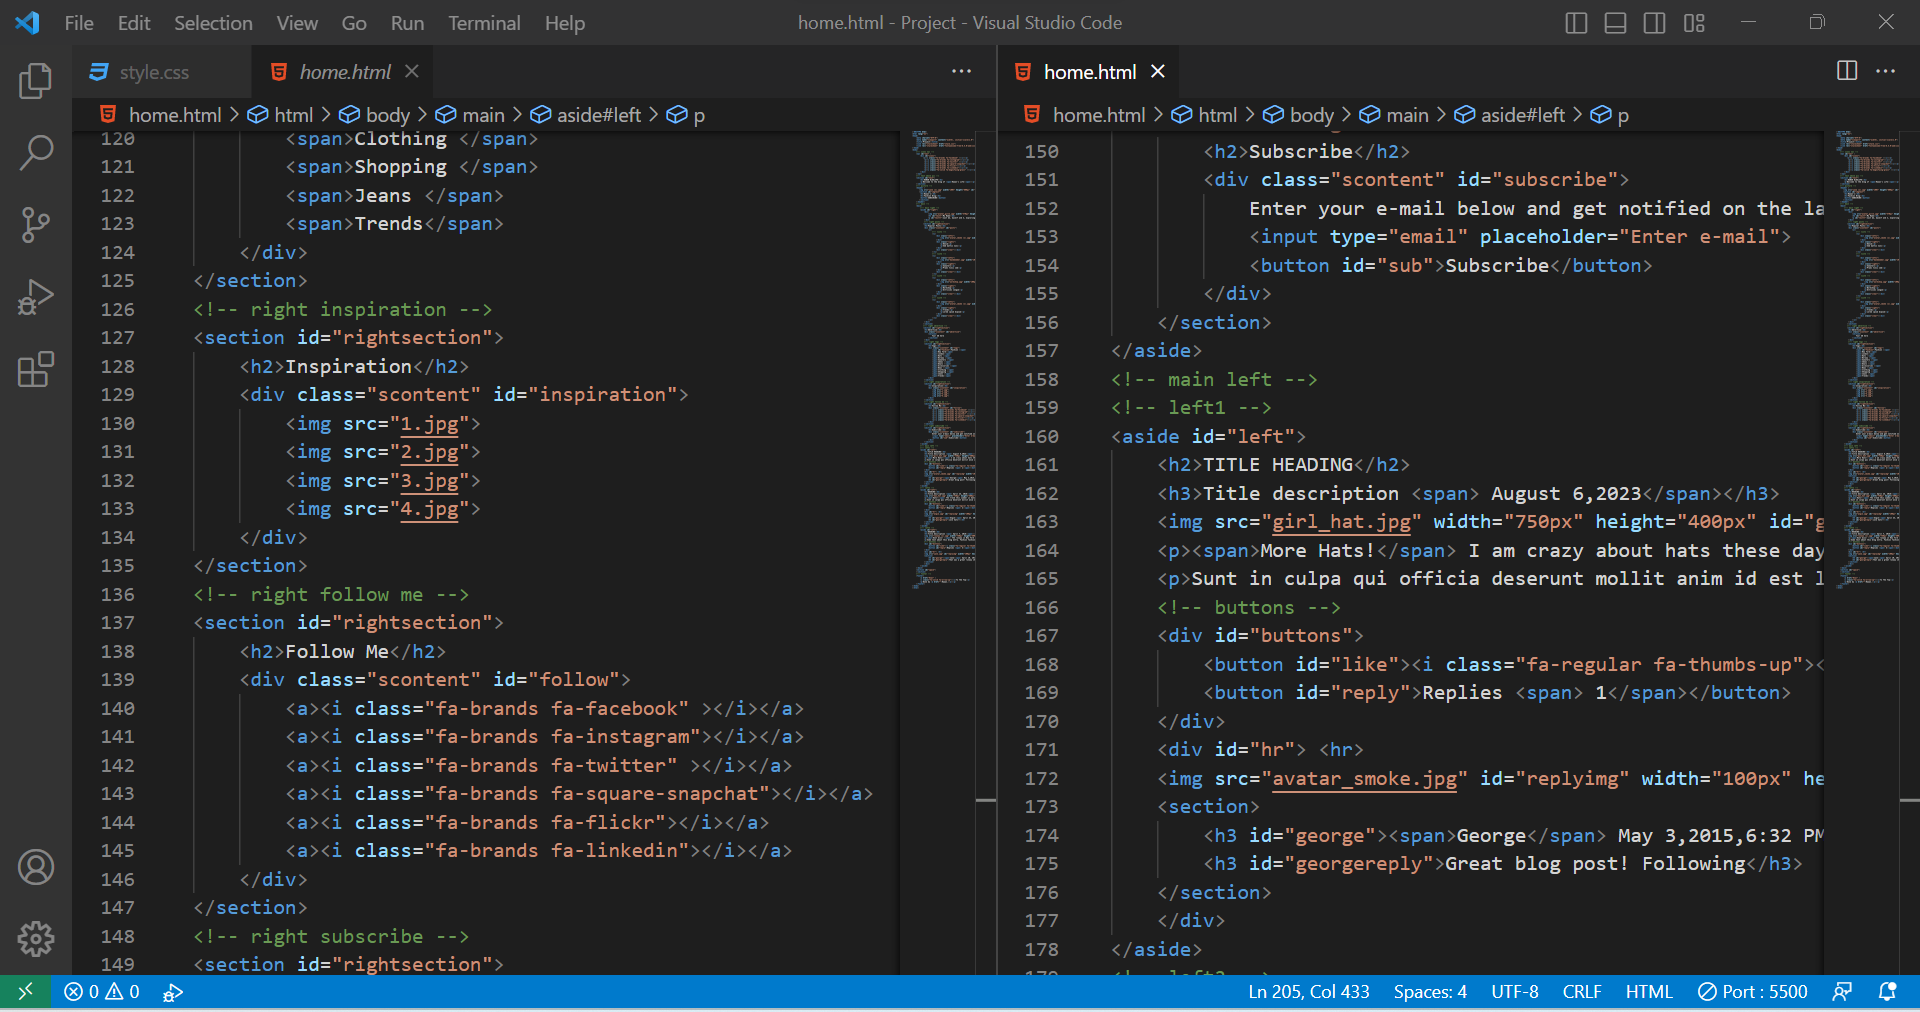 File Edit Selection View Go Run Terminal Help
home.html - Project - Visual Studio Code
style.css
home.html
home.html > html > body > main > aside#left > p
120 <span>Clothing </span>
121 <span>Shopping </span>
122 <span>Jeans </span>
123 <span>Trends</span>
124 </div>
125 </section>
126 <!-- right inspiration -->
127 <section id="rightsection">
128 <h2>Inspiration</h2>
129 <div class="scontent" id="inspiration">
130 <img src="1.jpg">
131 <img src="2.jpg">
132 <img src="3.jpg">
133 <img src="4.jpg">
134 </div>
135 </section>
136 <!-- right follow me -->
137 <section id="rightsection">
138 <h2>Follow Me</h2>
139 <div class="scontent" id="follow">
140 <a><i class="fa-brands fa-facebook" ></i></a>
141 <a><i class="fa-brands fa-instagram"></i></a>
142 <a><i class="fa-brands fa-twitter" ></i></a>
143 <a><i class="fa-brands fa-square-snapchat"></i></a>
144 <a><i class="fa-brands fa-flickr"></i></a>
145 <a><i class="fa-brands fa-linkedin"></i></a>
146 </div>
147 </section>
148 <!-- right subscribe -->
149 <section id="rightsection">
home.html
home.html > html > body > main > aside#left > p
150 <h2>Subscribe</h2>
151 <div class="scontent" id="subscribe">
152 Enter your e-mail below and get notified on the la
153 <input type="email" placeholder="Enter e-mail">
154 <button id="sub">Subscribe</button>
155 </div>
156 </section>
157 </aside>
158 <!-- main left -->
159 <!-- left1 -->
160 <aside id="left">
161 <h2>TITLE HEADING</h2>
162 <h3>Title description <span> August 6,2023</span></h3>
163 <img src="girl_hat.jpg" width="750px" height="400px" id="g
164 <p><span>More Hats!</span> I am crazy about hats these day
165 <p>Sunt in culpa qui officia deserunt mollit anim id est l
166 <!-- buttons -->
167 <div id="buttons">
168 <button id="like"><i class="fa-regular fa-thumbs-up"><
169 <button id="reply">Replies <span> 1</span></button>
170 </div>
171 <div id="hr"> <hr>
172 <img src="avatar_smoke.jpg" id="replyimg" width="100px" he
173 <section>
174 <h3 id="george"><span>George</span> May 3,2015,6:32 PM
175 <h3 id="georgereply">Great blog post! Following</h3>
176 </section>
177 </div>
178 </aside>
0 0
Ln 205, Col 433 Spaces: 4 UTF-8 CRLF HTML Port : 5500